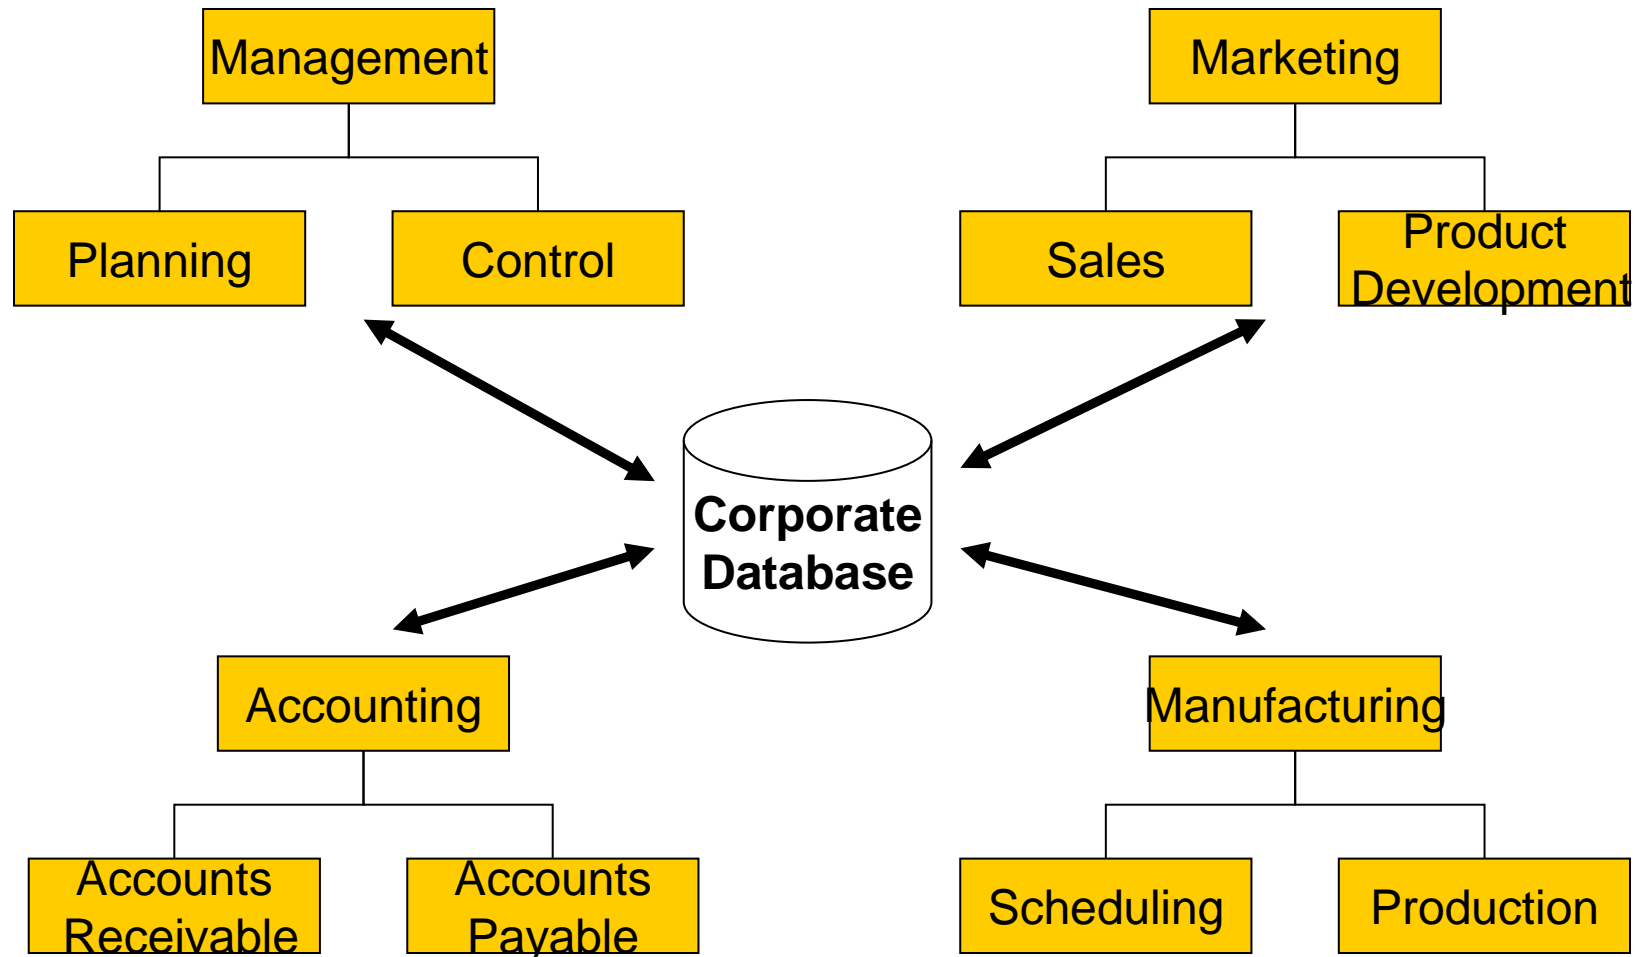 Management
Marketing
Planning
Control
Sales
Product
Development
Corporate
Database
Accounting
Manufacturing
Accounts
Receivable
Accounts
Payable
Scheduling
Production